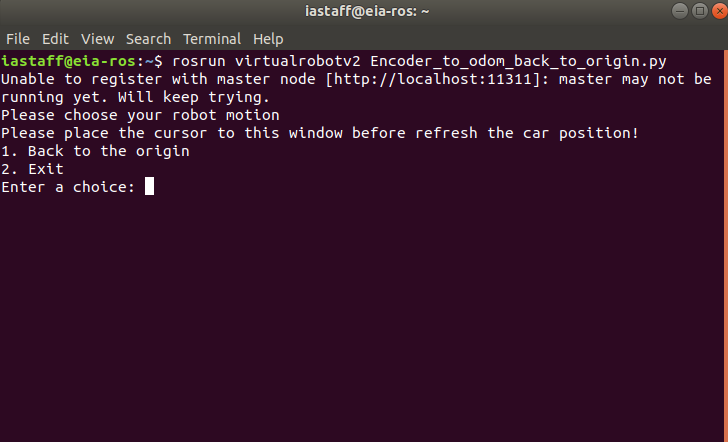 iastaff@eia-ros: ~
File Edit View Search Terminal Help
iastaff@eia-ros:~$ rosrun virtualrobotv2 Encoder_to_odom_back_to_origin.py
Unable to register with master node [http://localhost:11311]: master may not be
running yet. Will keep trying.
Please choose your robot motion
Please place the cursor to this window before refresh the car position!
1. Back to the origin
2. Exit
Enter a choice: